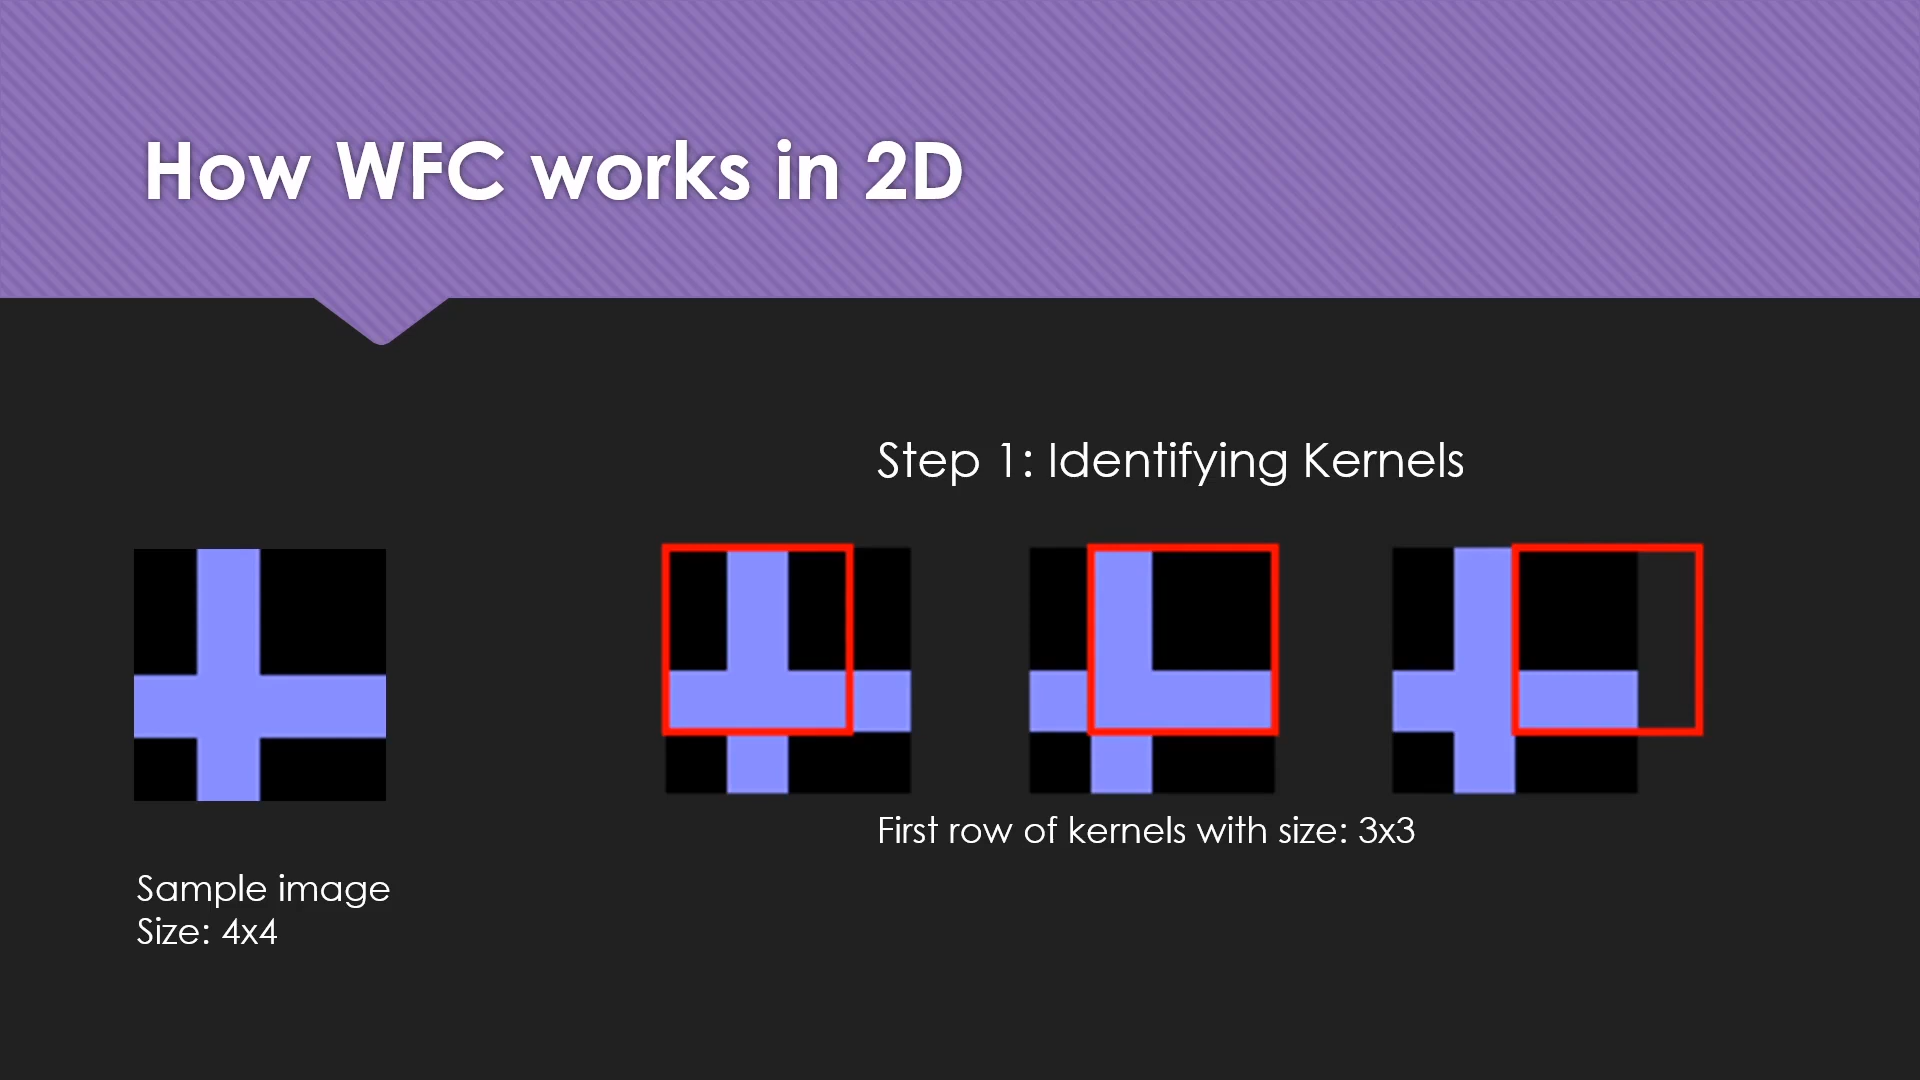 How WFC works in 2D
Step 1: Identifying Kernels
First row of kernels with size: 3x3
Sample image
Size: 4x4